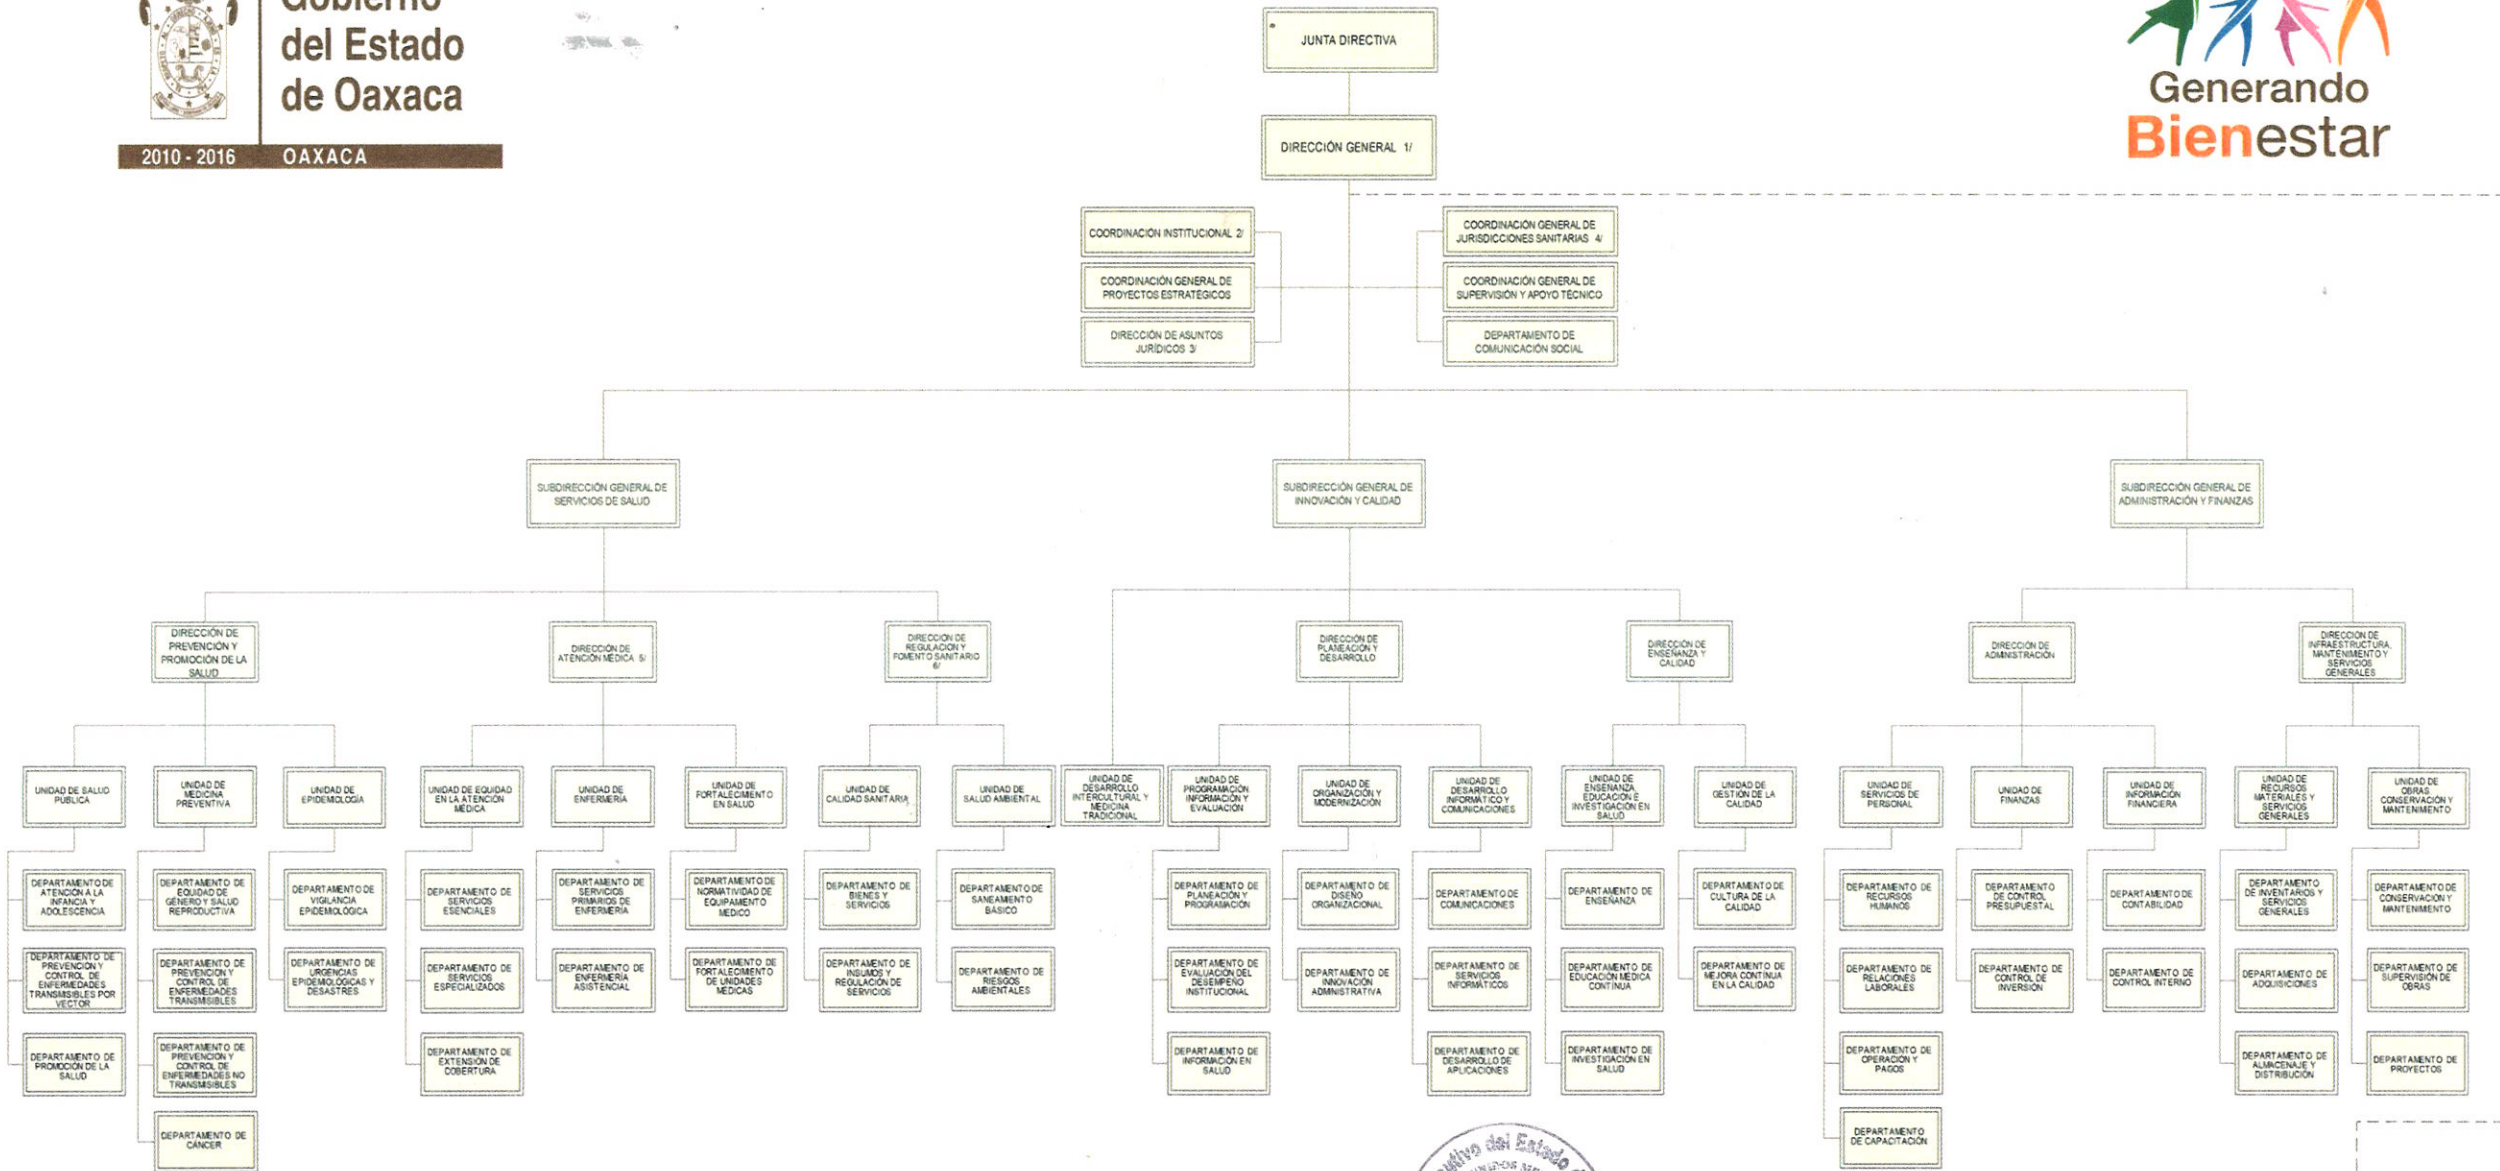 Gobierno
del Estado
de Oaxaca
2010 - 2016 OAXACA
Generando
Bienestar
JUNTA DIRECTIVA
DIRECCIÓN GENERAL 1/
COORDINACIÓN INSTITUCIONAL 2/
COORDINACIÓN GENERAL DE
PROYECTOS ESTRATÉGICOS
DIRECCIÓN DE ASUNTOS
JURÍDICOS 3/
COORDINACIÓN GENERAL DE
JURISDICCIONES SANITARIAS 4/
COORDINACIÓN GENERAL DE
SUPERVISIÓN Y APOYO TÉCNICO
DEPARTAMENTO DE
COMUNICACIÓN SOCIAL
SUBDIRECCIÓN GENERAL DE
SERVICIOS DE SALUD
SUBDIRECCIÓN GENERAL DE
INNOVACIÓN Y CALIDAD
SUBDIRECCIÓN GENERAL DE
ADMINISTRACIÓN Y FINANZAS
DIRECCIÓN DE
PREVENCIÓN Y
PROMOCIÓN DE LA
SALUD
DIRECCIÓN DE
ATENCIÓN MÉDICA 5/
DIRECCIÓN DE
REGULACIÓN Y
FOMENTO SANITARIO
6/
DIRECCIÓN DE
PLANEACIÓN Y
DESARROLLO
DIRECCIÓN DE
ENSEÑANZA Y
CALIDAD
DIRECCIÓN DE
ADMINISTRACIÓN
DIRECCIÓN DE
INFRAESTRUCTURA,
MANTENIMIENTO Y
SERVICIOS
GENERALES
UNIDAD DE SALUD
PUBLICA
UNIDAD DE
MEDICINA
PREVENTIVA
UNIDAD DE
EPIDEMIOLOGÍA
UNIDAD DE EQUIDAD
EN LA ATENCIÓN
MÉDICA
UNIDAD DE
ENFERMERÍA
UNIDAD DE
FORTALECIMIENTO
EN SALUD
UNIDAD DE
CALIDAD SANITARIA
UNIDAD DE
SALUD AMBIENTAL
UNIDAD DE
DESARROLLO
INTERCULTURAL Y
MEDICINA
TRADICIONAL
UNIDAD DE
PROGRAMACIÓN
INFORMACIÓN Y
EVALUACIÓN
UNIDAD DE
ORGANIZACIÓN Y
MODERNIZACIÓN
UNIDAD DE
DESARROLLO
INFORMÁTICO Y
COMUNICACIONES
UNIDAD DE
ENSEÑANZA,
EDUCACIÓN E
INVESTIGACIÓN EN
SALUD
UNIDAD DE
GESTIÓN DE LA
CALIDAD
UNIDAD DE
SERVICIOS DE
PERSONAL
UNIDAD DE
FINANZAS
UNIDAD DE
INFORMACIÓN
FINANCIERA
UNIDAD DE
RECURSOS
MATERIALES Y
SERVICIOS
GENERALES
UNIDAD DE
OBRAS
CONSERVACIÓN Y
MANTENIMIENTO
DEPARTAMENTO DE
ATENCIÓN A LA
INFANCIA Y
ADOLESCENCIA
DEPARTAMENTO DE
EQUIDAD DE
GÉNERO Y SALUD
REPRODUCTIVA
DEPARTAMENTO DE
VIGILANCIA
EPIDEMIOLÓGICA
DEPARTAMENTO DE
SERVICIOS
ESENCIALES
DEPARTAMENTO DE
SERVICIOS
PRIMARIOS DE
ENFERMERÍA
DEPARTAMENTO DE
NORMATIVIDAD DE
EQUIPAMIENTO
MEDICO
DEPARTAMENTO DE
BIENES Y
SERVICIOS
DEPARTAMENTO DE
SANEAMIENTO
BÁSICO
DEPARTAMENTO DE
PLANEACIÓN Y
PROGRAMACIÓN
DEPARTAMENTO DE
DISEÑO
ORGANIZACIONAL
DEPARTAMENTO DE
COMUNICACIONES
DEPARTAMENTO DE
ENSEÑANZA
DEPARTAMENTO DE
CULTURA DE LA
CALIDAD
DEPARTAMENTO DE
RECURSOS
HUMANOS
DEPARTAMENTO
DE CONTROL
PRESUPUESTAL
DEPARTAMENTO DE
CONTABILIDAD
DEPARTAMENTO
DE INVENTARIOS Y
SERVICIOS
GENERALES
DEPARTAMENTO DE
CONSERVACIÓN Y
MANTENIMIENTO
DEPARTAMENTO DE
PREVENCIÓN Y
CONTROL DE
ENFERMEDADES
TRANSMISIBLES POR
VECTOR
DEPARTAMENTO DE
PREVENCIÓN Y
CONTROL DE
ENFERMEDADES
TRANSMISIBLES
DEPARTAMENTO DE
URGENCIAS
EPIDEMIOLÓGICAS Y
DESASTRES
DEPARTAMENTO DE
SERVICIOS
ESPECIALIZADOS
DEPARTAMENTO DE
ENFERMERÍA
ASISTENCIAL
DEPARTAMENTO DE
FORTALECIMIENTO
DE UNIDADES
MEDICAS
DEPARTAMENTO DE
INSUMOS Y
REGULACIÓN DE
SERVICIOS
DEPARTAMENTO DE
RIESGOS
AMBIENTALES
DEPARTAMENTO DE
EVALUACIÓN DEL
DESEMPEÑO
INSTITUCIONAL
DEPARTAMENTO DE
INNOVACIÓN
ADMINISTRATIVA
DEPARTAMENTO DE
SERVICIOS
INFORMÁTICOS
DEPARTAMENTO DE
EDUCACIÓN MEDICA
CONTÍNUA
DEPARTAMENTO DE
MEJORA CONTÍNUA
EN LA CALIDAD
DEPARTAMENTO DE
RELACIONES
LABORALES
DEPARTAMENTO DE
CONTROL DE
INVERSIÓN
DEPARTAMENTO DE
CONTROL INTERNO
DEPARTAMENTO DE
ADQUISICIONES
DEPARTAMENTO DE
SUPERVISIÓN DE
OBRAS
DEPARTAMENTO DE
PROMOCIÓN DE LA
SALUD
DEPARTAMENTO DE
PREVENCIÓN Y
CONTROL DE
ENFERMEDADES NO
TRANSMISIBLES
DEPARTAMENTO DE
EXTENSIÓN DE
COBERTURA
DEPARTAMENTO DE
INFORMACIÓN EN
SALUD
DEPARTAMENTO DE
DESARROLLO DE
APLICACIONES
DEPARTAMENTO DE
INVESTIGACIÓN EN
SALUD
DEPARTAMENTO DE
OPERACIÓN Y
PAGOS
DEPARTAMENTO DE
ALMACENAJE Y
DISTRIBUCIÓN
DEPARTAMENTO DE
PROYECTOS
DEPARTAMENTO DE
CÁNCER
DEPARTAMENTO
DE CAPACITACIÓN
del Estado